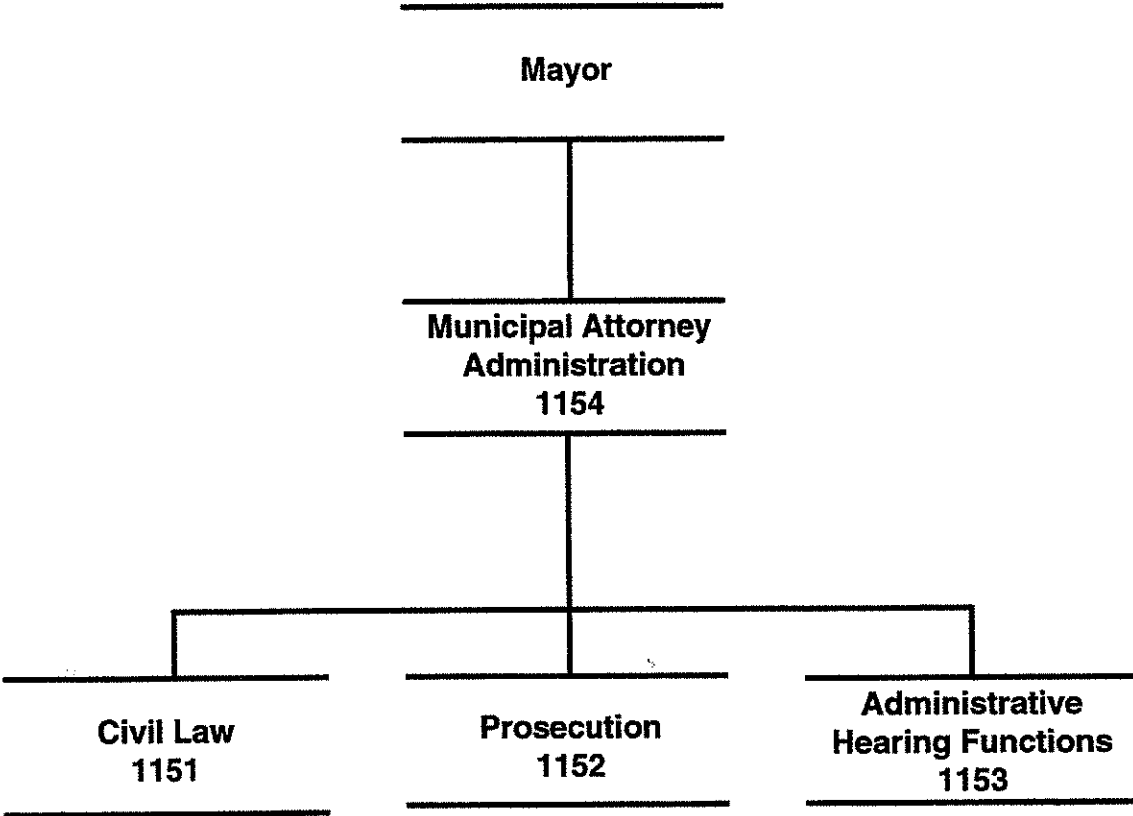 Mayor
Municipal Attorney
Administration
1154
Civil Law
1151
Prosecution
1152
Administrative
Hearing Functions
1153